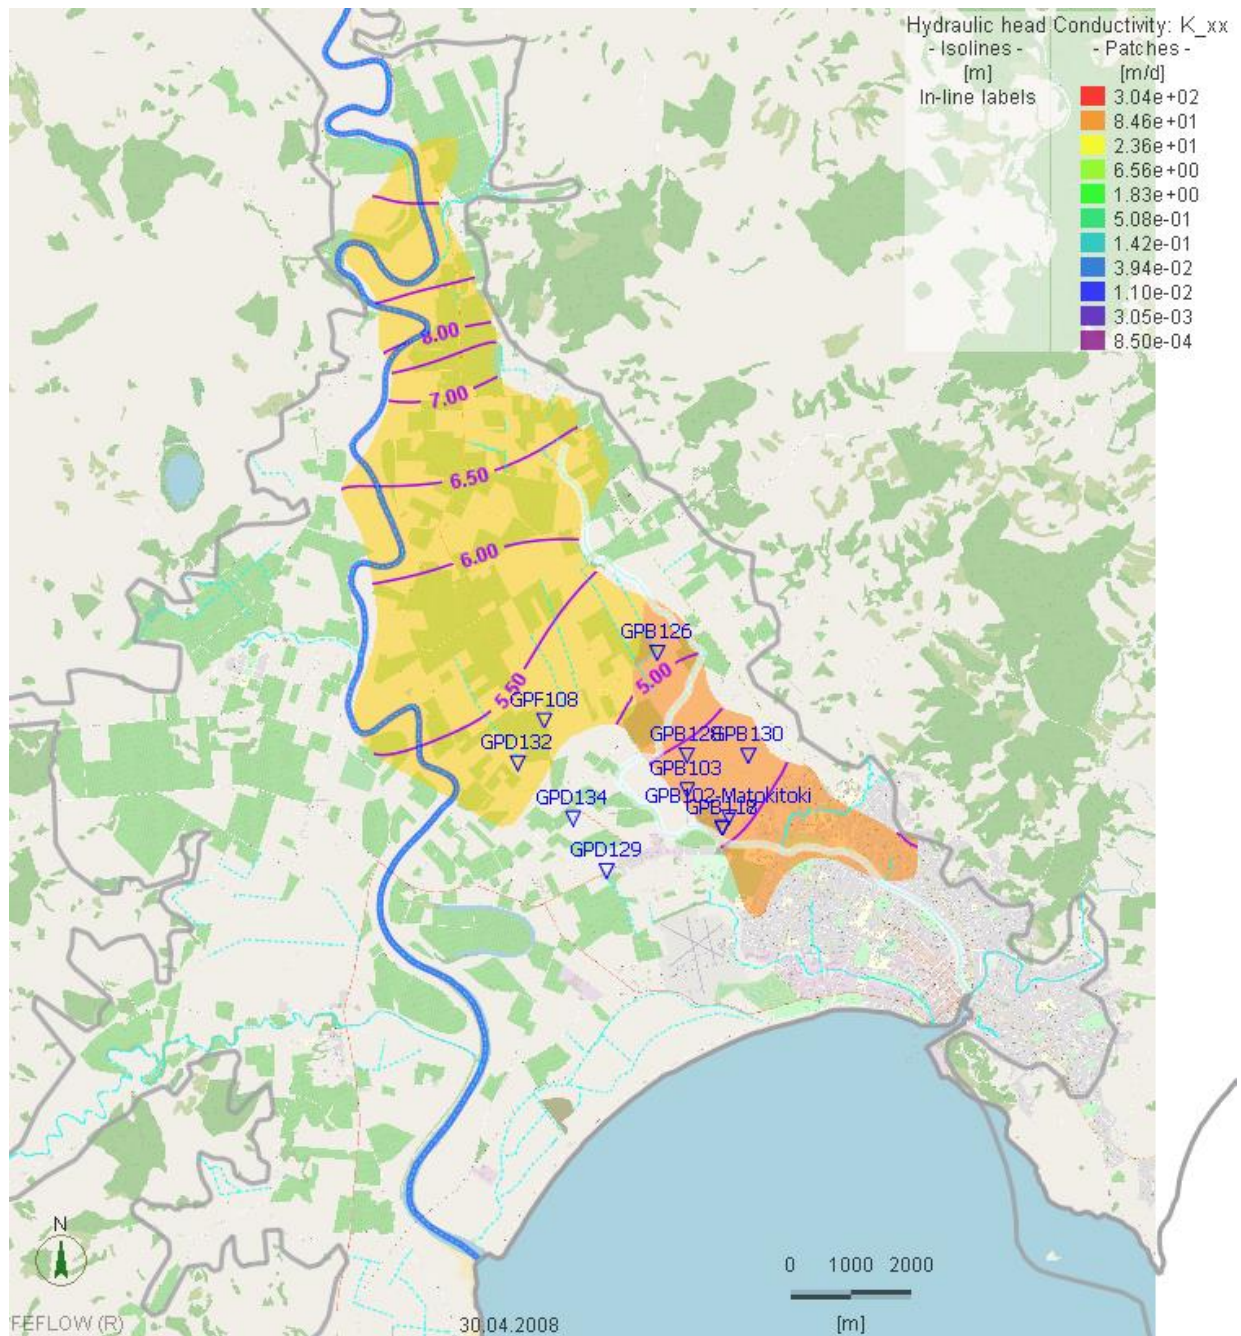 Hydraulic head Conductivity: K_xx
- Isolines - - Patches -
[m] [m/d]
In-line labels 3.04e+02
8.46e+01
2.36e+01
6.56e+00
1.83e+00
5.08e-01
1.42e-01
3.94e-02
1.10e-02
3.05e-03
8.50e-04
8.00
7.00
6.50
6.00
GPB126
5.00
5.50
GPF108
GPB128 GPB130
GPD132
GPB103
GPD134
GPB102-Matokitoki
GPB118
GPD129
N
0 1000 2000
FEFLOW (R)
30.04.2008
[m]